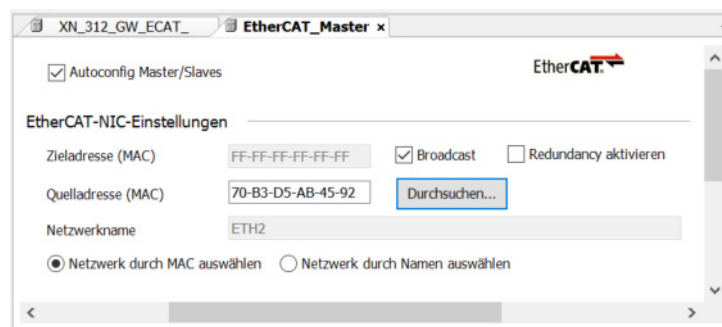 XN_312_GW_ECAT_ EtherCAT_Master ×
Autoconfig Master/Slaves
EtherCAT.
EtherCAT-NIC-Einstellungen
Zieladresse (MAC) FF-FF-FF-FF-FF-FF Broadcast Redundancy aktivieren
Quelladresse (MAC) 70-B3-D5-AB-45-92 Durchsuchen...
Netzwerkname ETH2
Netzwerk durch MAC auswählen Netzwerk durch Namen auswählen